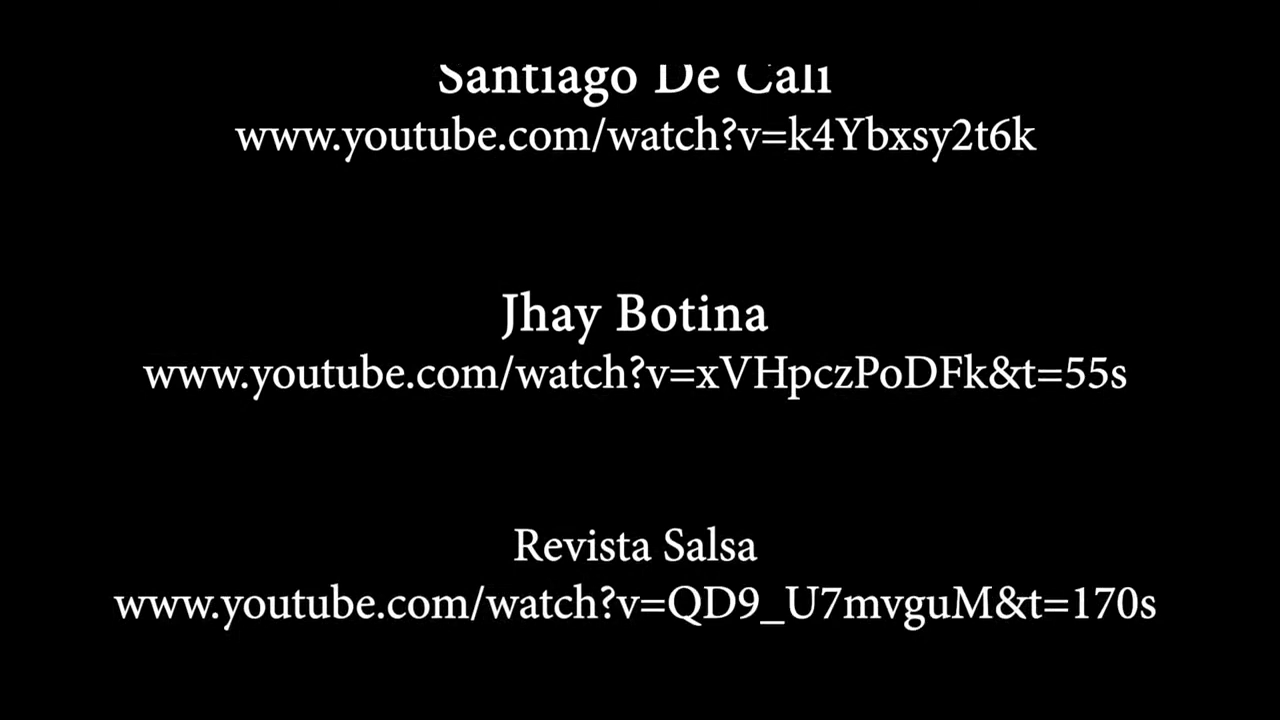 Santiago De Cali
www.youtube.com/watch?v=k4Ybxsy2t6k
Jhay Botina
www.youtube.com/watch?v=xVHpczPoDFk&t=55s
Revista Salsa
www.youtube.com/watch?v=QD9_U7mvguM&t=170s